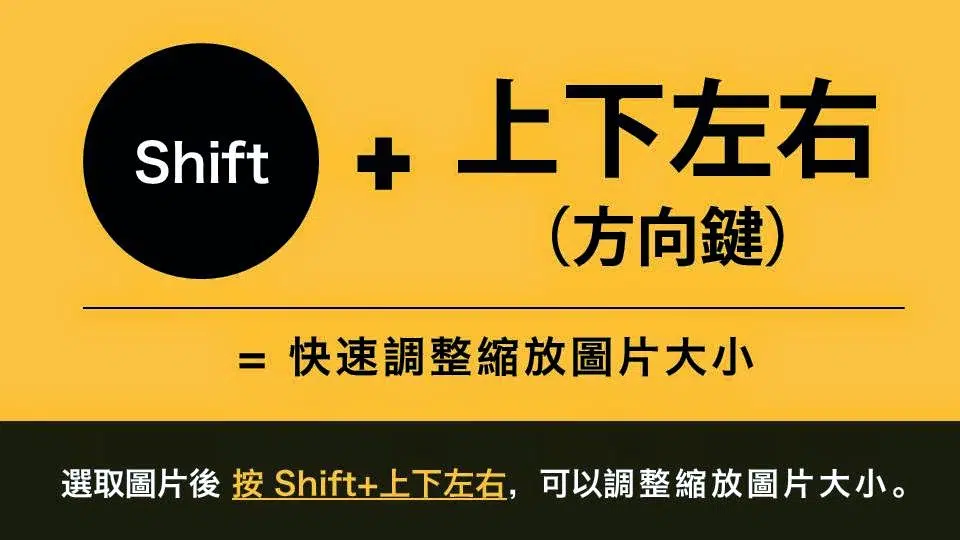 Shift + 上下左右
（方向鍵）
= 快速調整縮放圖片大小
選取圖片後 按 Shift+上下左右，可以調整縮放圖片大小。